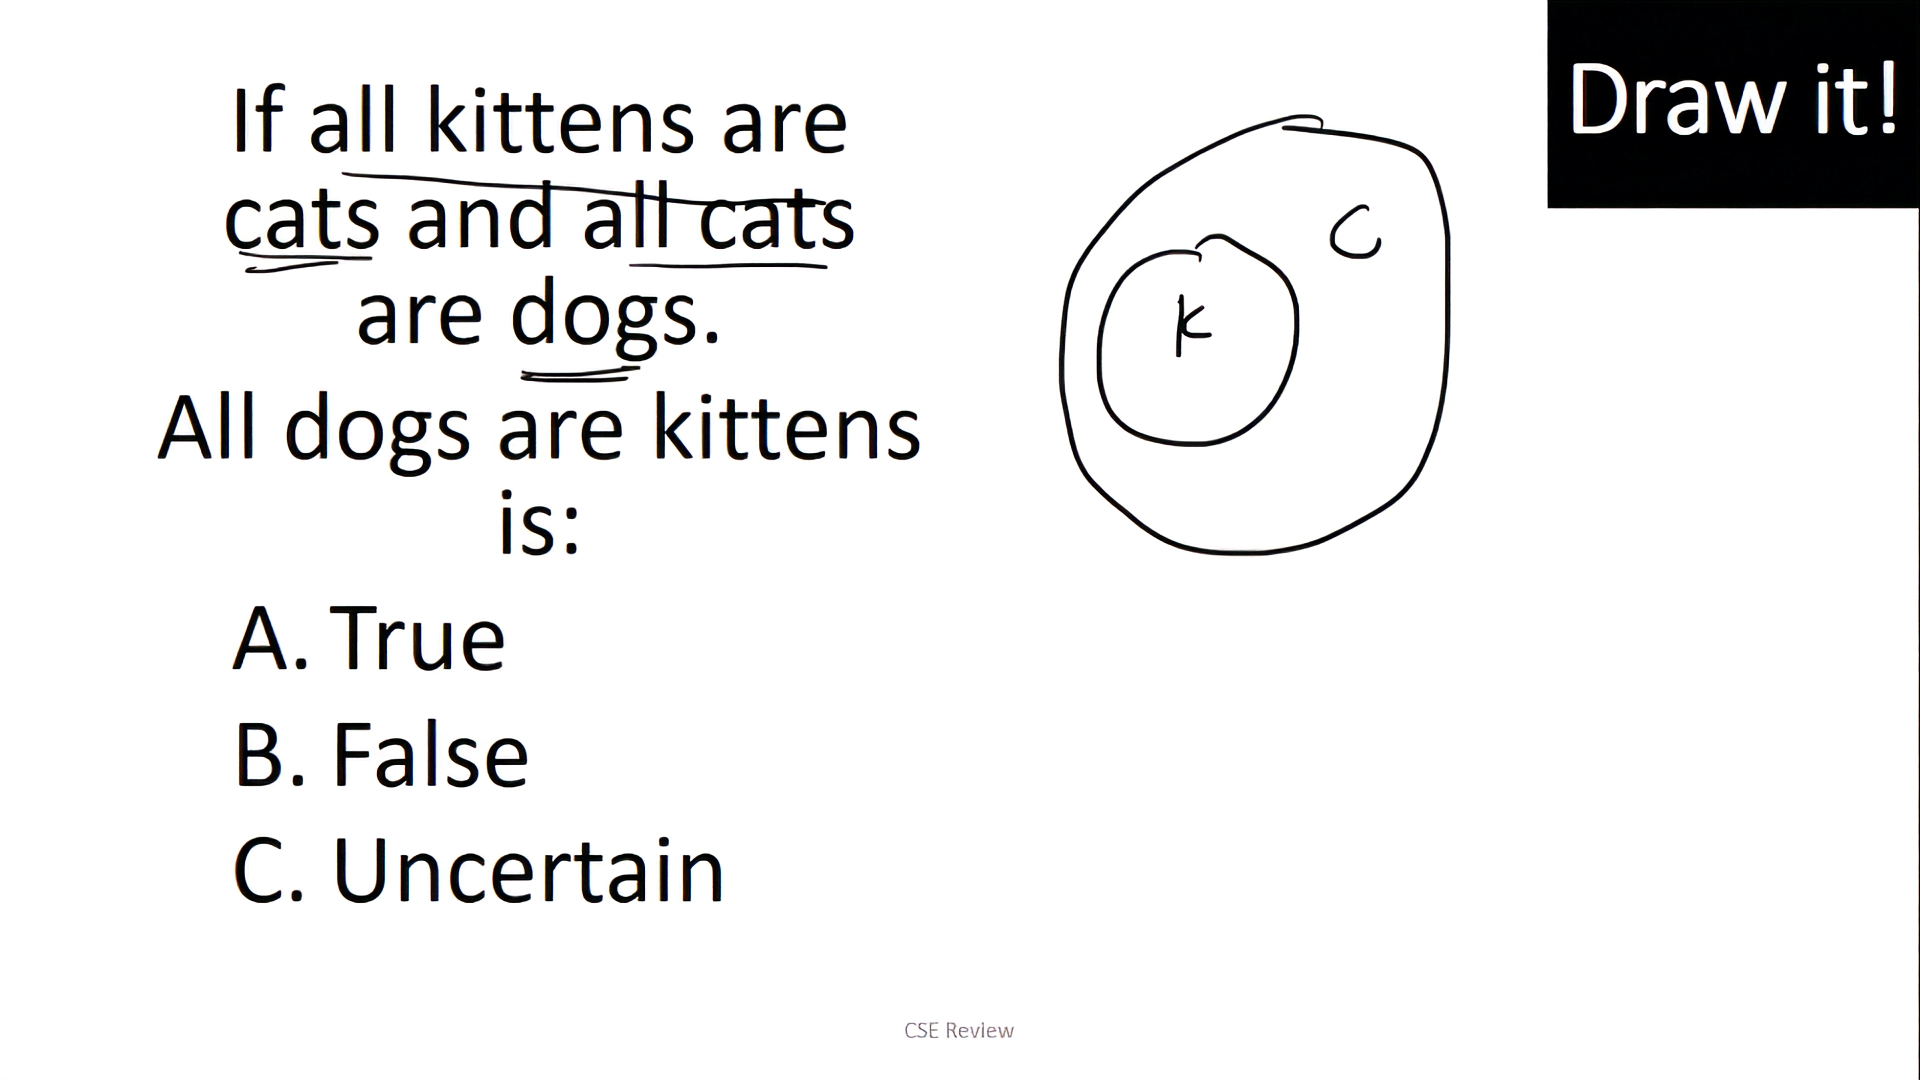 Draw it!
If all kittens are
cats and all cats
are dogs.
All dogs are kittens
is:
A. True
B. False
C. Uncertain
C
K
CSE Review